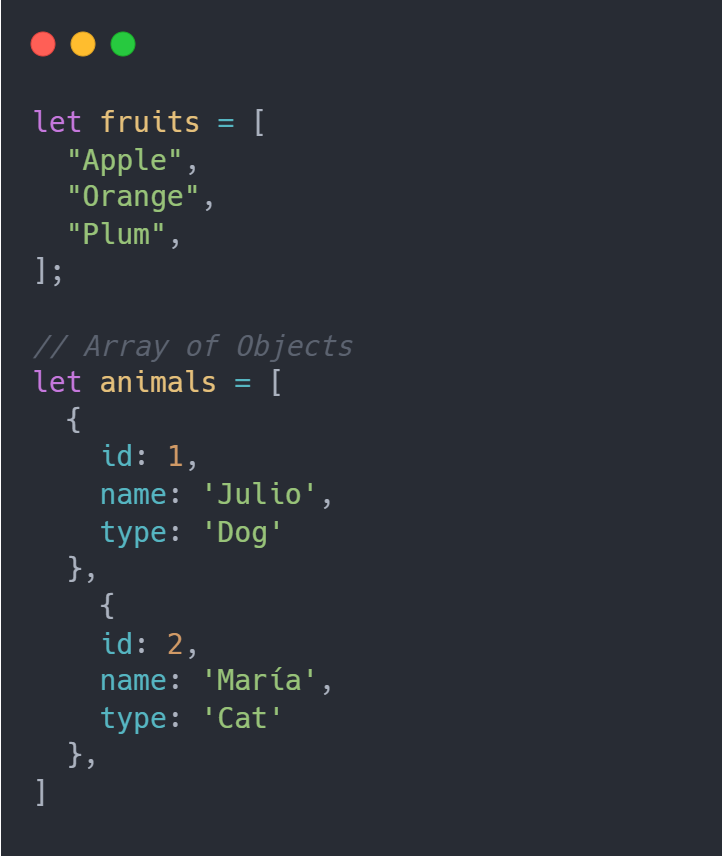 let fruits = [
  "Apple",
  "Orange",
  "Plum",
];

// Array of Objects
let animals = [
  {
    id: 1,
    name: 'Julio',
    type: 'Dog'
  },
    {
    id: 2,
    name: 'María',
    type: 'Cat'
  },
]